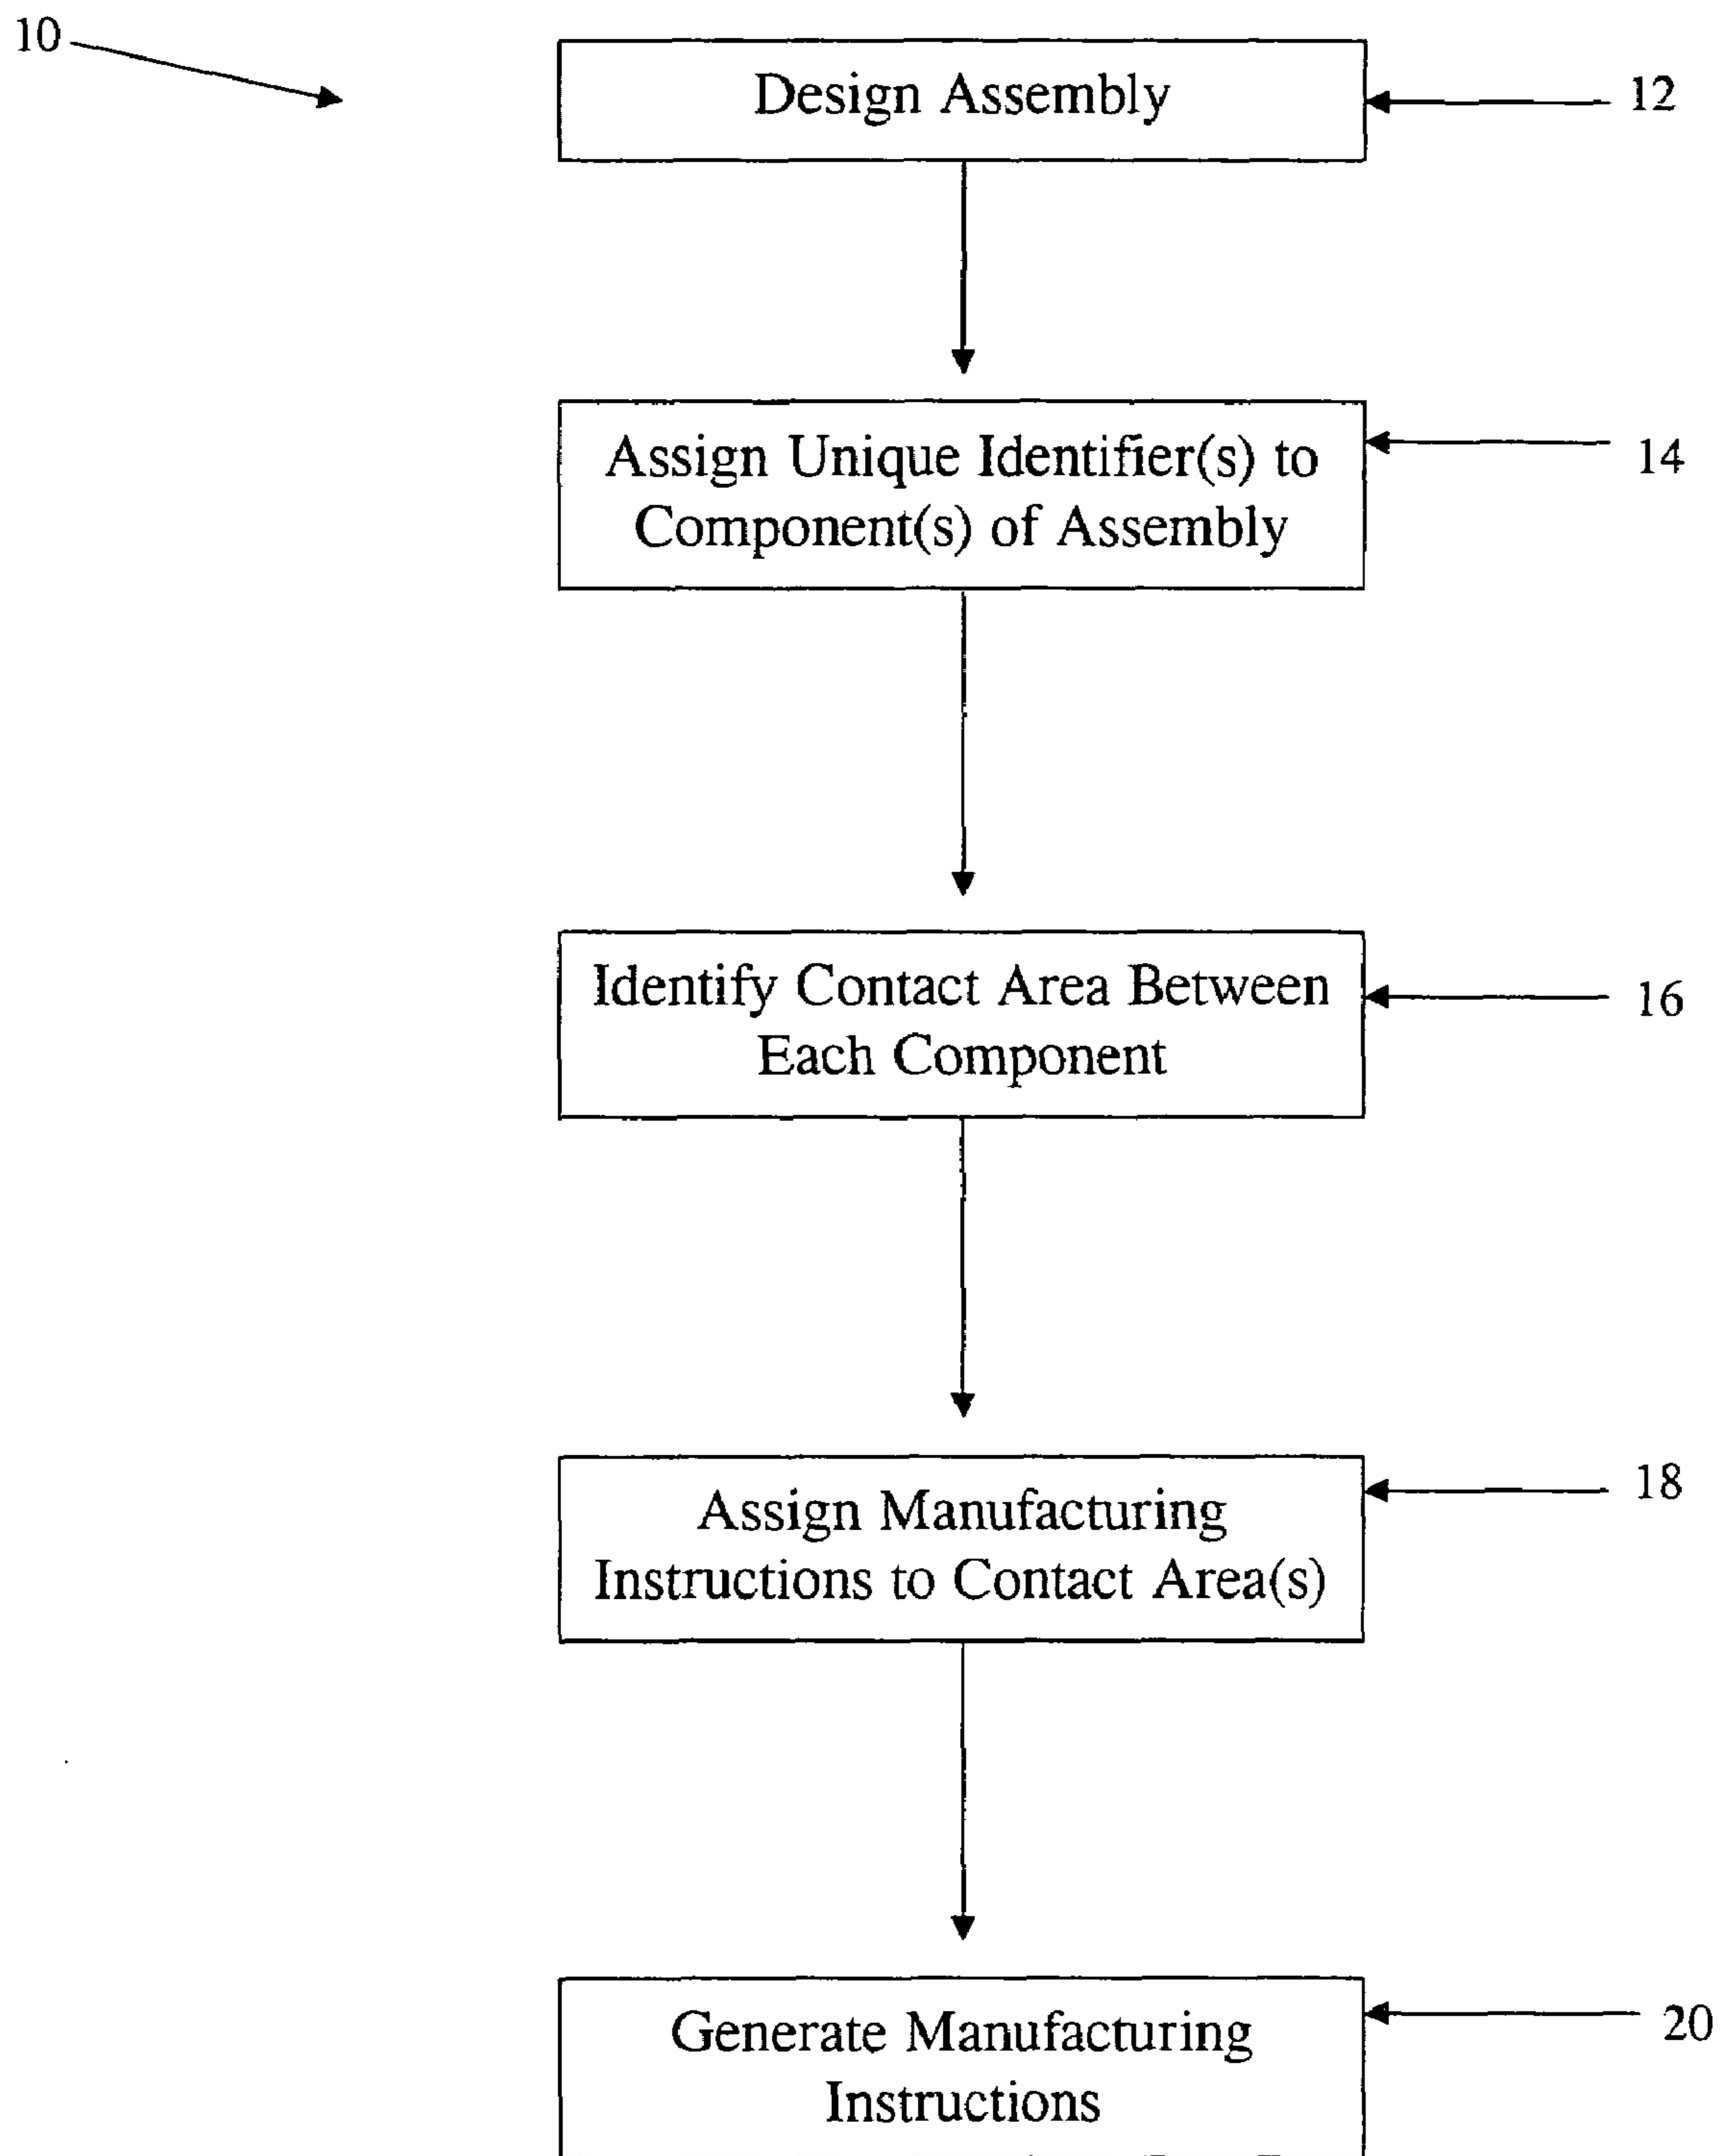 10
Design Assembly
12
Assign Unique Identifier(s) to
Component(s) of Assembly
14
Identify Contact Area Between
Each Component
16
Assign Manufacturing
Instructions to Contact Area(s)
18
Generate Manufacturing
Instructions
20